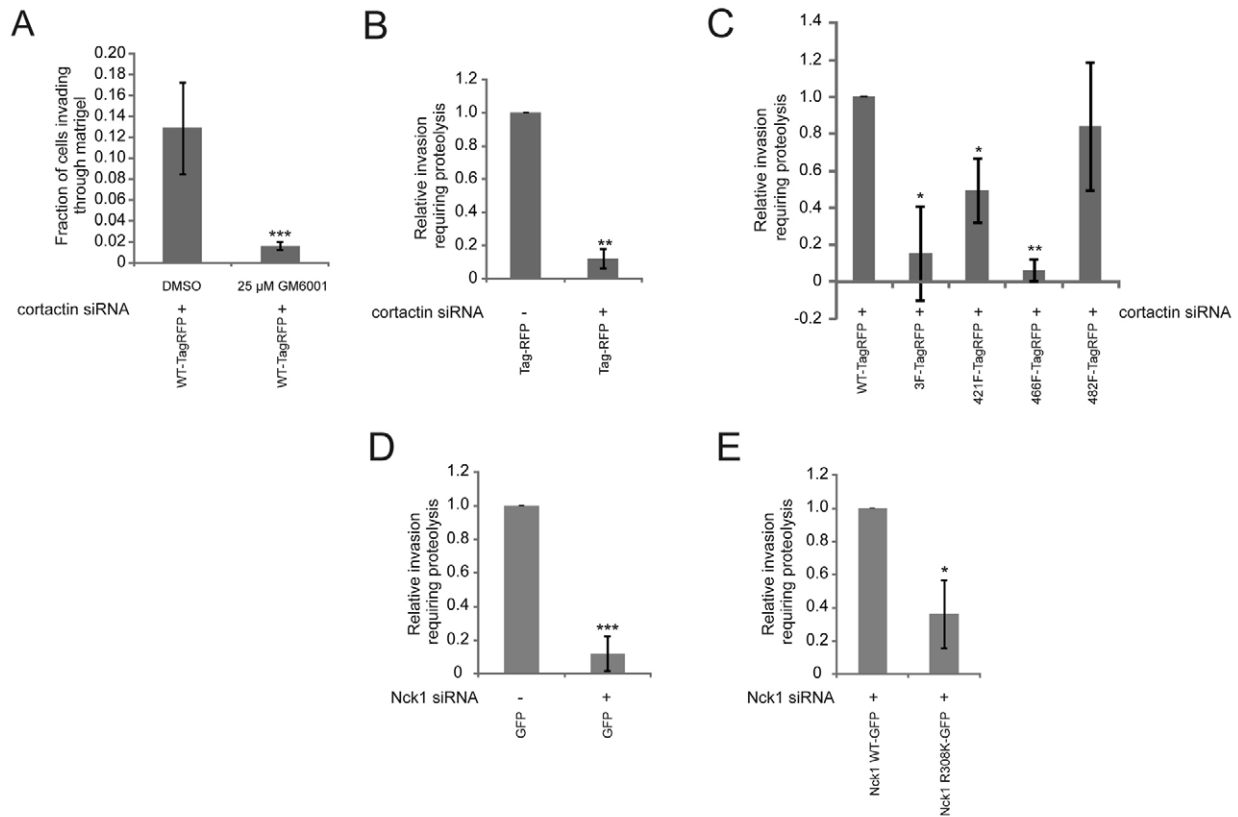 A
Fraction of cells invading
through matrigel
0.20
0.18
0.16
0.14
0.12
0.10
0.08
0.06
0.04
0.02
0
***
DMSO
25 µM GM6001
cortactin siRNA
+
+
WT-TagRFP
WT-TagRFP
B
Relative invasion
requiring proteolysis
1.2
1.0
0.8
0.6
0.4
0.2
0
**
cortactin siRNA
-
+
Tag-RFP
Tag-RFP
C
Relative invasion
requiring proteolysis
1.4
1.2
1.0
0.8
0.6
0.4
0.2
0
-0.2
*
*
**
+
+
+
+
+
cortactin siRNA
WT-TagRFP
3F-TagRFP
421F-TagRFP
466F-TagRFP
482F-TagRFP
D
Relative invasion
requiring proteolysis
1.2
1.0
0.8
0.6
0.4
0.2
0
***
Nck1 siRNA
-
+
GFP
GFP
E
Relative invasion
requiring proteolysis
1.2
1.0
0.8
0.6
0.4
0.2
0
*
Nck1 siRNA
+
+
Nck1 WT-GFP
Nck1 R308K-GFP